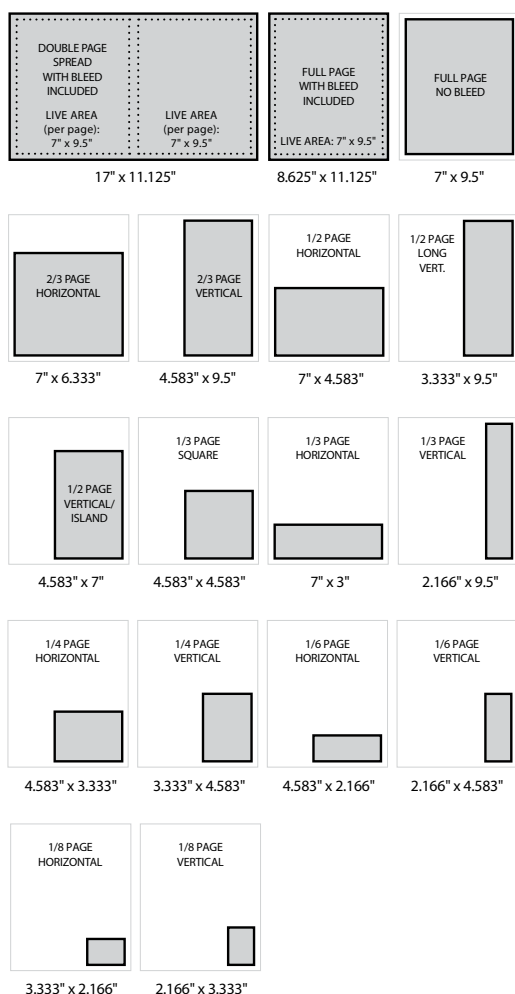 DOUBLE PAGE
SPREAD
WITH BLEED
INCLUDED
LIVE AREA
(per page):
7" x 9.5"
LIVE AREA
(per page):
7" x 9.5"
17" x 11.125"
FULL PAGE
WITH BLEED
INCLUDED
LIVE AREA: 7" x 9.5"
8.625" x 11.125"
FULL PAGE
NO BLEED
7" x 9.5"
2/3 PAGE
HORIZONTAL
7" x 6.333"
2/3 PAGE
VERTICAL
4.583" x 9.5"
1/2 PAGE
HORIZONTAL
7" x 4.583"
1/2 PAGE
LONG
VERT.
3.333" x 9.5"
1/2 PAGE
VERTICAL/
ISLAND
4.583" x 7"
1/3 PAGE
SQUARE
4.583" x 4.583"
1/3 PAGE
HORIZONTAL
7" x 3"
1/3 PAGE
VERTICAL
2.166" x 9.5"
1/4 PAGE
HORIZONTAL
4.583" x 3.333"
1/4 PAGE
VERTICAL
3.333" x 4.583"
1/6 PAGE
HORIZONTAL
4.583" x 2.166"
1/6 PAGE
VERTICAL
2.166" x 4.583"
1/8 PAGE
HORIZONTAL
3.333" x 2.166"
1/8 PAGE
VERTICAL
2.166" x 3.333"